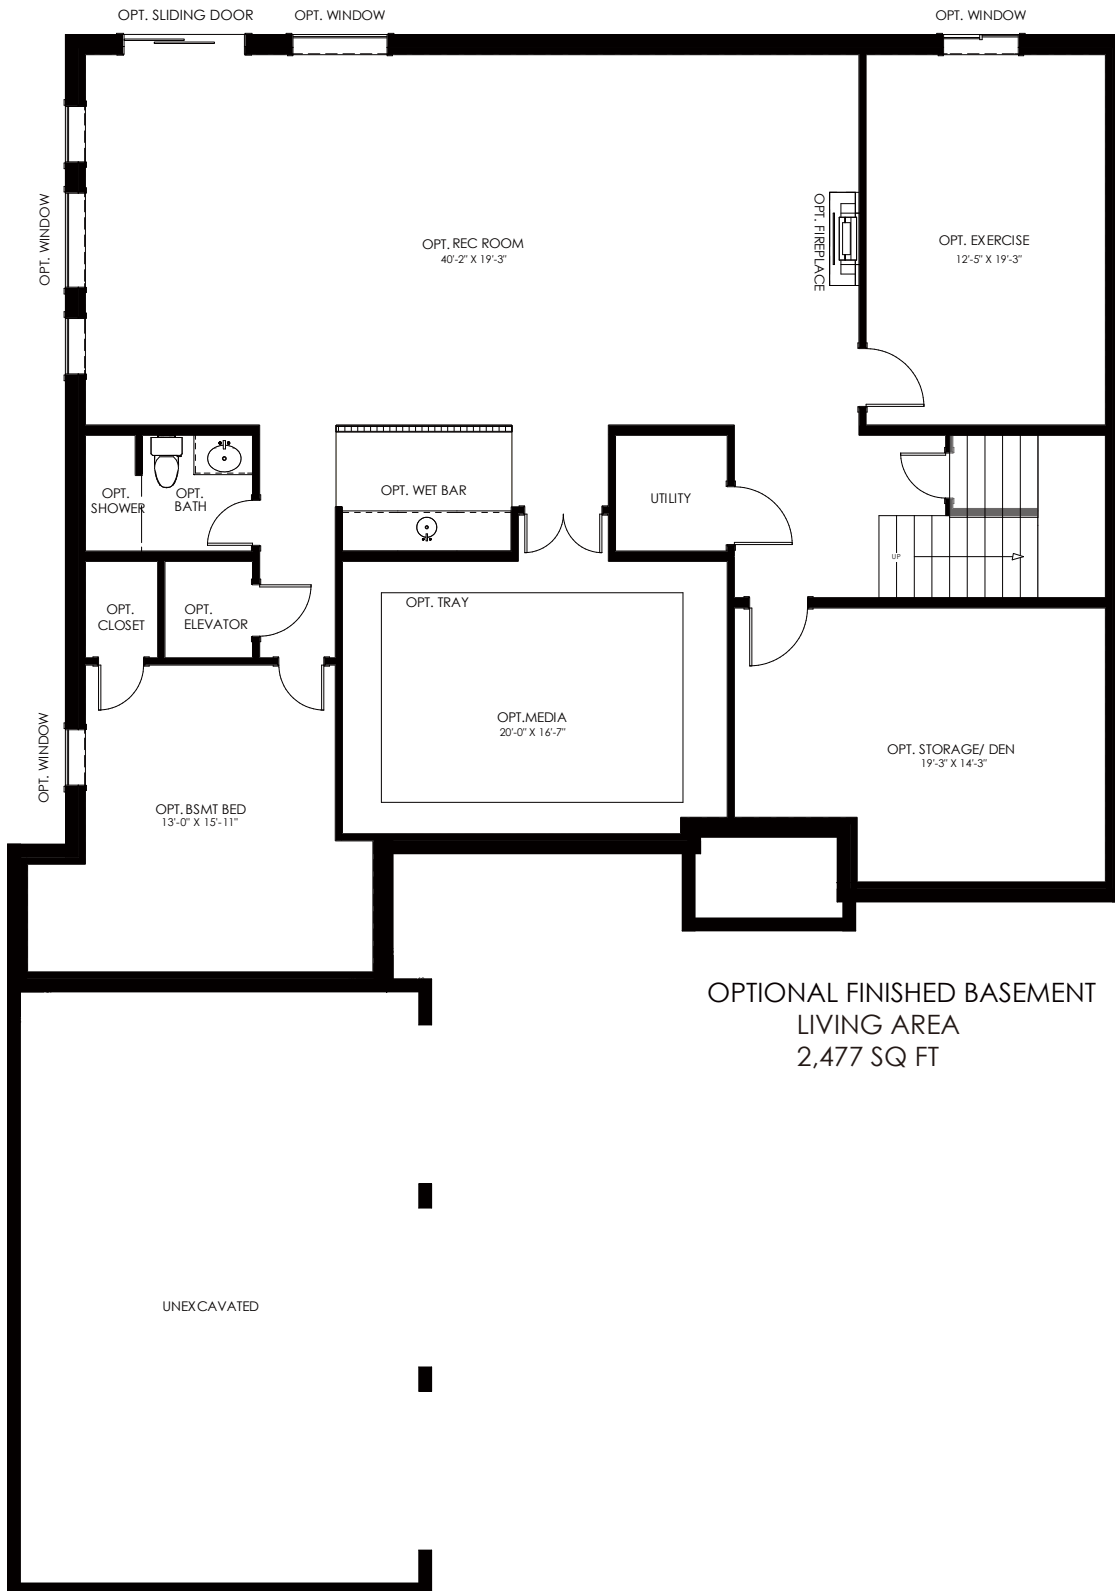 OPT. SLIDING DOOR
OPT. WINDOW
OPT. WINDOW
OPT. WINDOW
OPT. REC ROOM
40'-2" X 19'-3"
OPT. FIREPLACE
OPT. EXERCISE
12'-5" X 19'-3"
OPT.
SHOWER
OPT.
BATH
OPT. WET BAR
UTILITY
UP
OPT.
CLOSET
OPT.
ELEVATOR
OPT. TRAY
OPT.MEDIA
20'-0" X 16'-7"
OPT. WINDOW
OPT. BSMT BED
13'-0" X 15'-11"
OPT. STORAGE/ DEN
19'-3" X 14'-3"
OPTIONAL FINISHED BASEMENT
LIVING AREA
2,477 SQ FT
UNEXCAVATED